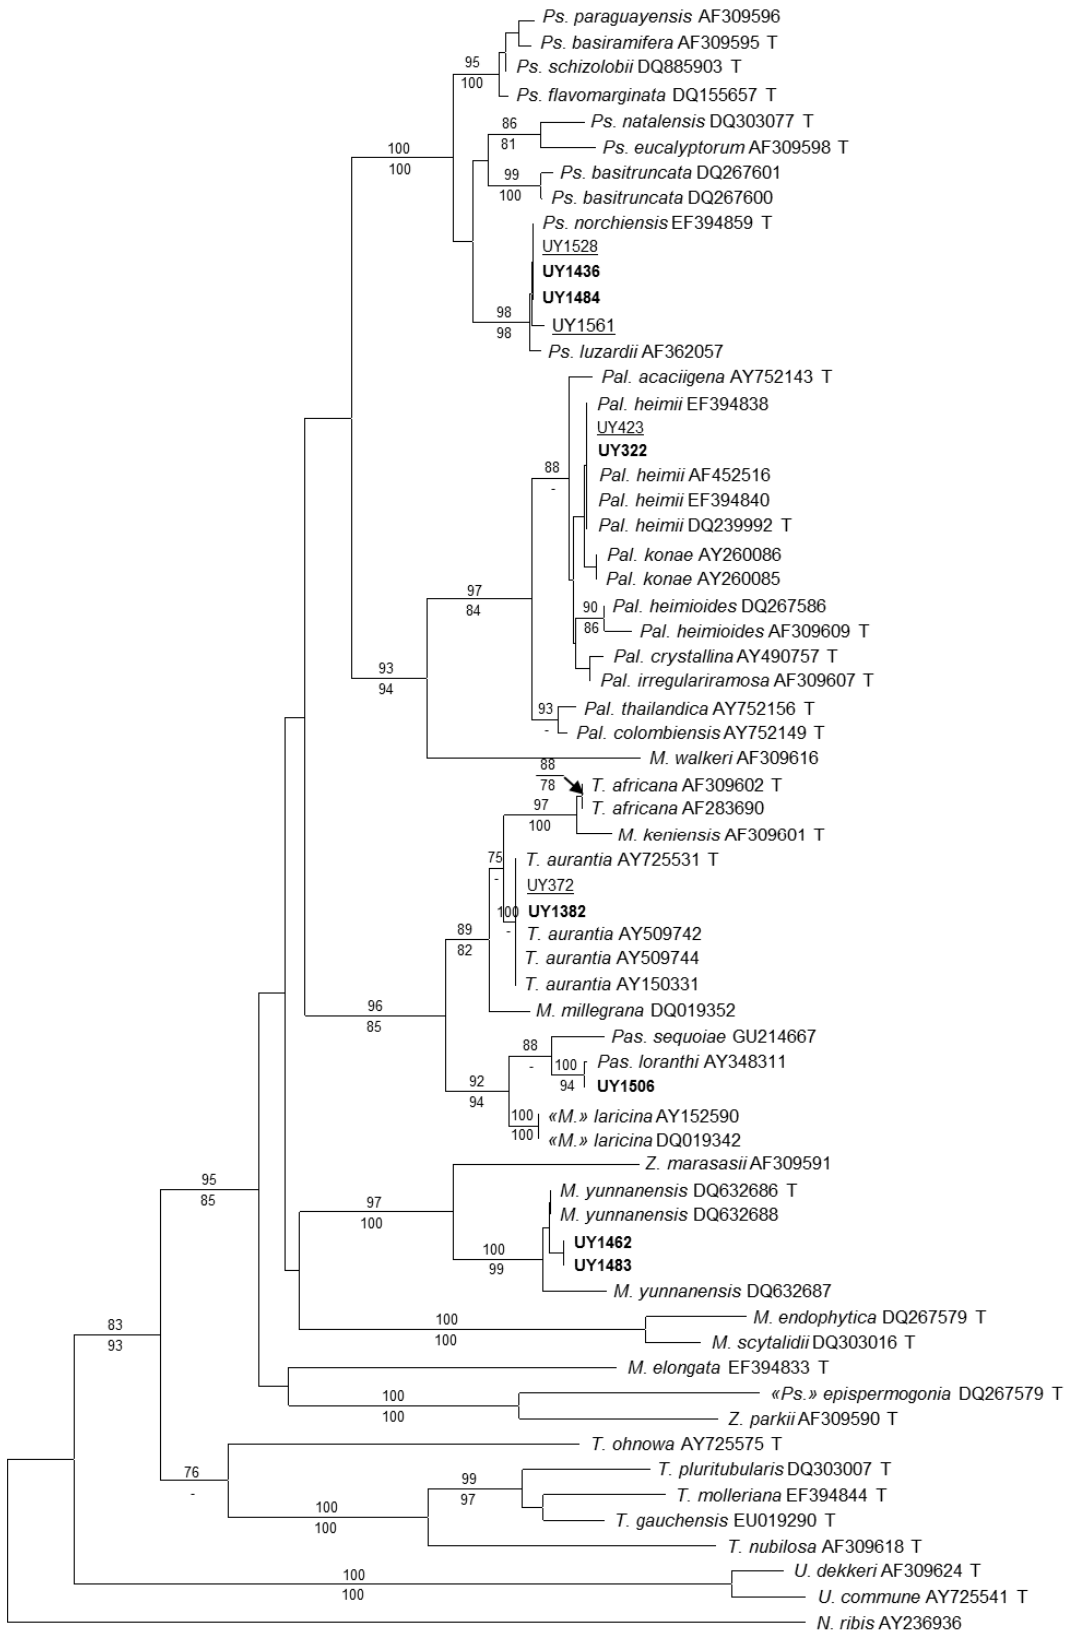 Ps. paraguayensis AF309596
Ps. basiramifera AF309595 T
95
Ps. schizolobii DQ885903 T
100
Ps. flavomarginata DQ155657 T
86
Ps. natalensis DQ303077 T
81
Ps. eucalyptorum AF309598 T
100
100
99
Ps. basitruncata DQ267601
100
Ps. basitruncata DQ267600
Ps. norchiensis EF394859 T
UY1528
UY1436
UY1484
98
UY1561
98
Ps. luzardii AF362057
Pal. acaciigena AY752143 T
Pal. heimii EF394838
UY423
UY322
88
-
Pal. heimii AF452516
Pal. heimii EF394840
Pal. heimii DQ239992 T
Pal. konae AY260086
Pal. konae AY260085
97
84
90
Pal. heimioides DQ267586
86
Pal. heimioides AF309609 T
Pal. crystallina AY490757 T
93
94
Pal. irregulariramosa AF309607 T
93
Pal. thailandica AY752156 T
-
Pal. colombiensis AY752149 T
M. walkeri AF309616
88
78
T. africana AF309602 T
97
T. africana AF283690
100
M. keniensis AF309601 T
75
T. aurantia AY725531 T
-
UY372
100
UY1382
-
T. aurantia AY509742
89
82
T. aurantia AY509744
T. aurantia AY150331
96
85
M. millegrana DQ019352
Pas. sequoiae GU214667
88
-
100
Pas. loranthi AY348311
94
UY1506
92
94
100
«M.» laricina AY152590
100
«M.» laricina DQ019342
Z. marasasii AF309591
95
85
M. yunnanensis DQ632686 T
97
100
M. yunnanensis DQ632688
UY1462
100
99
UY1483
M. yunnanensis DQ632687
M. endophytica DQ267579 T
100
100
83
93
M. scytalidii DQ303016 T
M. elongata EF394833 T
«Ps.» epispermogonia DQ267579 T
100
100
Z. parkii AF309590 T
T. ohnowa AY725575 T
76
-
T. pluritubularis DQ303007 T
99
97
T. molleriana EF394844 T
100
100
T. gauchensis EU019290 T
T. nubilosa AF309618 T
U. dekkeri AF309624 T
100
100
U. commune AY725541 T
N. ribis AY236936